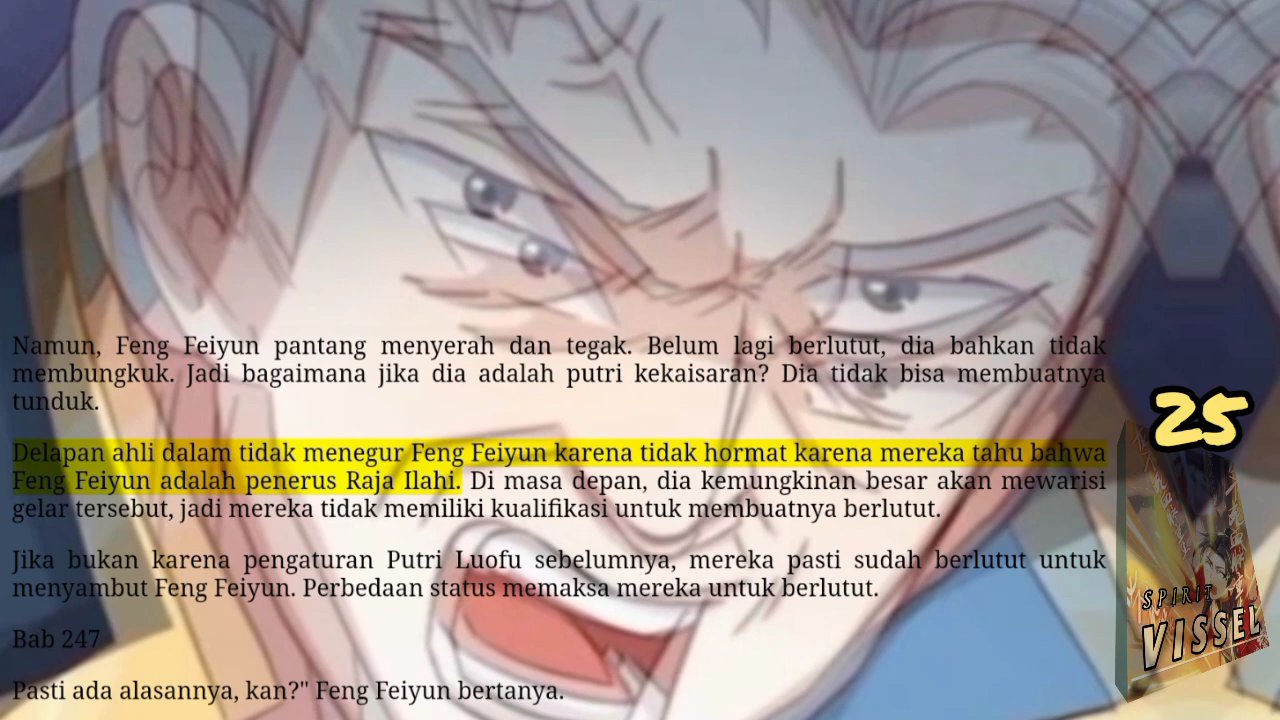 Namun, Feng Feiyun pantang menyerah dan tegak. Belum lagi berlutut, dia bahkan tidak
membungkuk. Jadi bagaimana jika dia adalah putri kekaisaran? Dia tidak bisa membuatnya
tunduk.
Delapan ahli dalam tidak menegur Feng Feiyun karena tidak hormat karena mereka tahu bahwa
Feng Feiyun adalah penerus Raja Ilahi. Di masa depan, dia kemungkinan besar akan mewarisi
gelar tersebut, jadi mereka tidak memiliki kualifikasi untuk membuatnya berlutut.
Jika bukan karena pengaturan Putri Luofu sebelumnya, mereka pasti sudah berlutut untuk
menyambut Feng Feiyun. Perbedaan status memaksa mereka untuk berlutut.
Bab 247
Pasti ada alasannya, kan?" Feng Feiyun bertanya.
25
SPIRIT
VISSEL